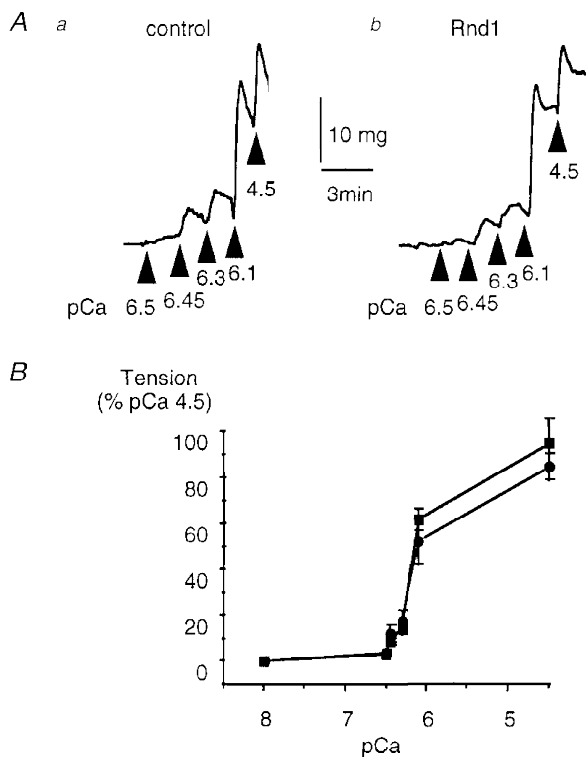 A a control b Rnd1
10 mg
3min
4.5 4.5
6.3 6.1 6.3 6.1
pCa 6.5 6.45 pCa 6.5 6.45
B
Tension
(% pCa 4.5)
100
80
60
40
20
0
8 7 6 5
pCa